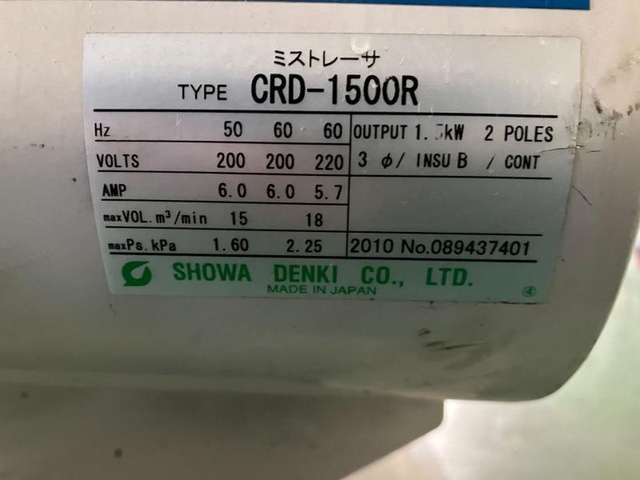 ミストレーサ
TYPE CRD-1500R
Hz 50 60 60 OUTPUT 1.5kW 2 POLES
VOLTS 200 200 220 3 φ/ INSU B / CONT
AMP 6.0 6.0 5.7
maxVOL.m³/min 15 18
maxPs.kPa 1.60 2.25 2010 No.089437401
SHOWA DENKI CO., LTD.
MADE IN JAPAN
④